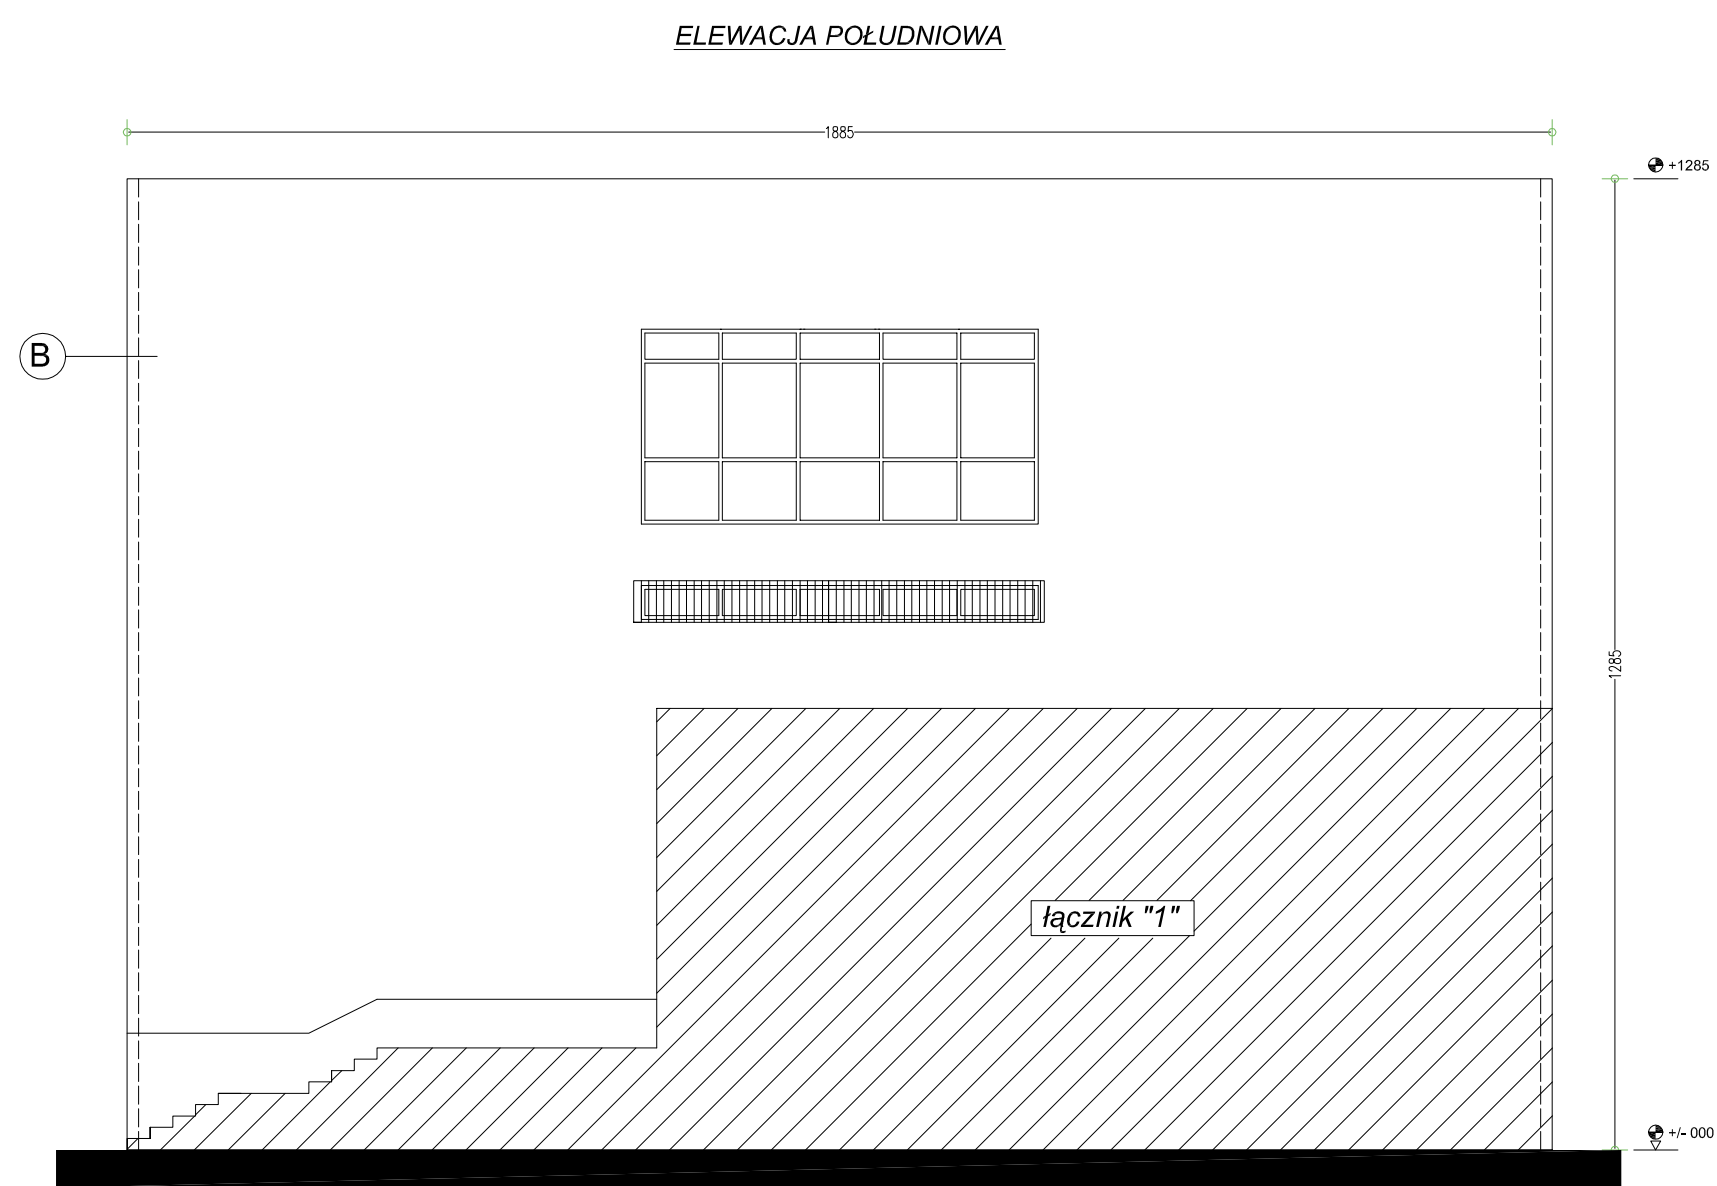 ELEWACJA POŁUDNIOWA
1885
+1285
B
1285
łącznik "1"
+/- 000